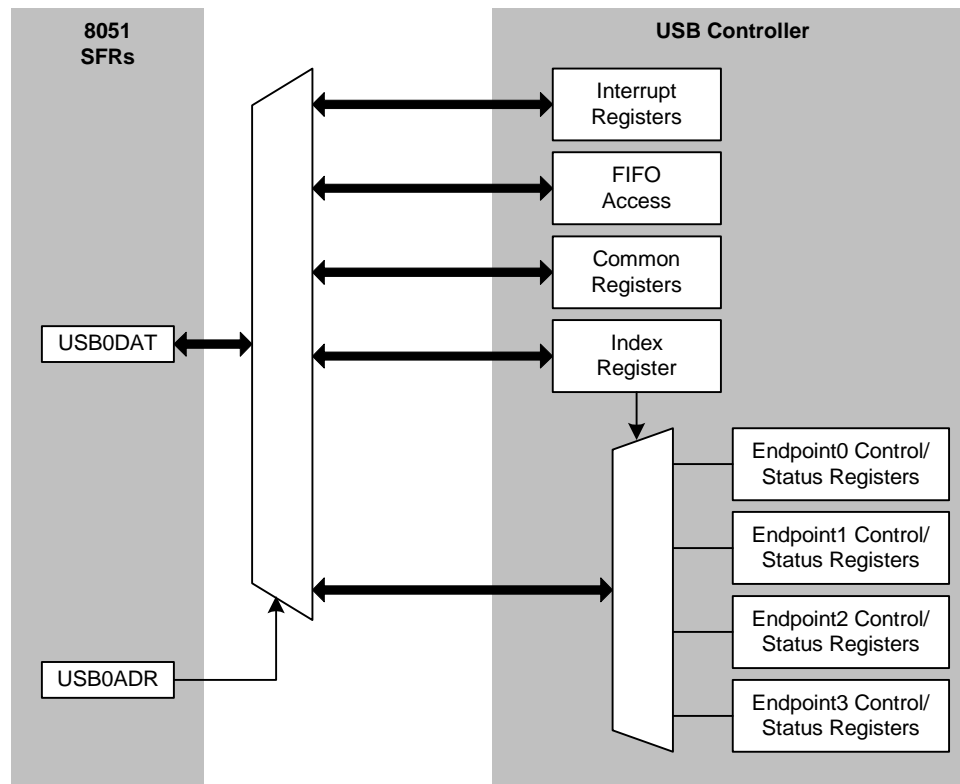 8051
SFRs
USB Controller
Interrupt
Registers
FIFO
Access
Common
Registers
USB0DAT
Index
Register
Endpoint0 Control/
Status Registers
Endpoint1 Control/
Status Registers
Endpoint2 Control/
Status Registers
USB0ADR
Endpoint3 Control/
Status Registers